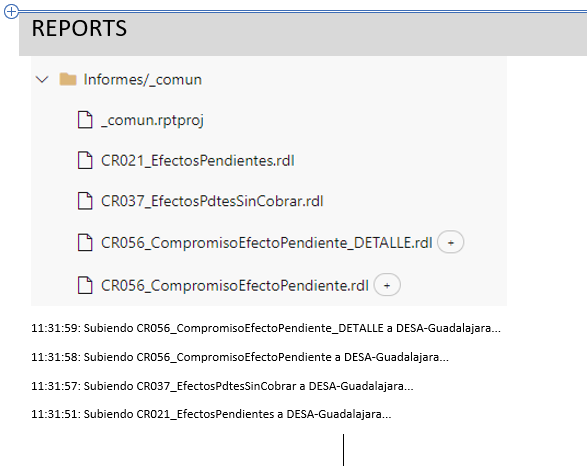 REPORTS
Informes/_comun
_comun.rptproj
CR021_EfectosPendientes.rdl
CR037_EfectosPdtesSinCobrar.rdl
CR056_CompromisoEfectoPendiente_DETALLE.rdl +
CR056_CompromisoEfectoPendiente.rdl +
11:31:59: Subiendo CR056_CompromisoEfectoPendiente_DETALLE a DESA-Guadalajara...
11:31:58: Subiendo CR056_CompromisoEfectoPendiente a DESA-Guadalajara...
11:31:57: Subiendo CR037_EfectosPdtesSinCobrar a DESA-Guadalajara...
11:31:51: Subiendo CR021_EfectosPendientes a DESA-Guadalajara...